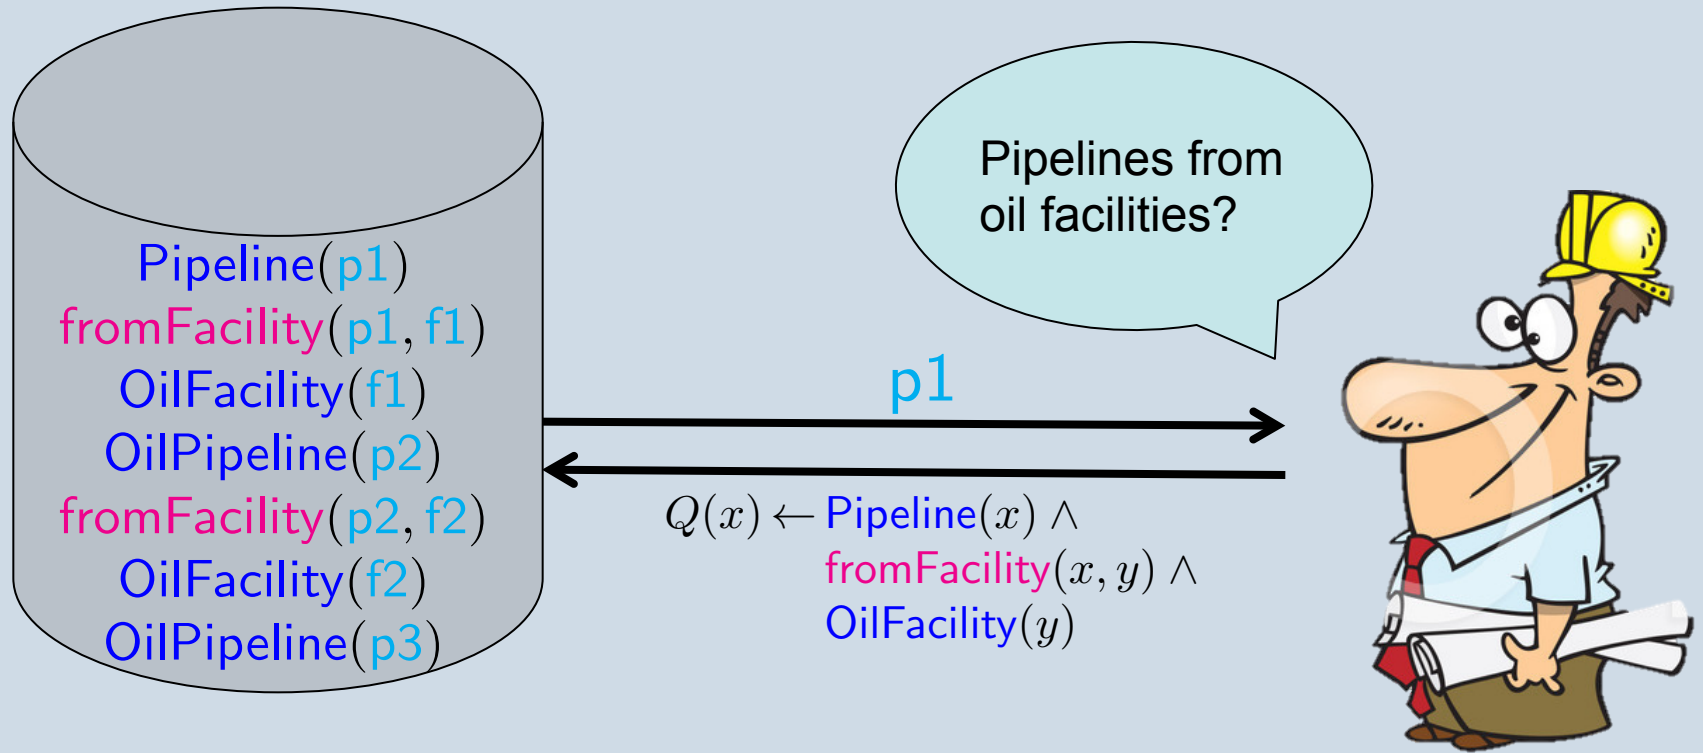 Pipeline(p1)
fromFacility(p1, f1)
OilFacility(f1)
OilPipeline(p2)
fromFacility(p2, f2)
OilFacility(f2)
OilPipeline(p3)
Pipelines from
oil facilities?
p1
Q(x) ← Pipeline(x) ∧
fromFacility(x, y) ∧
OilFacility(y)